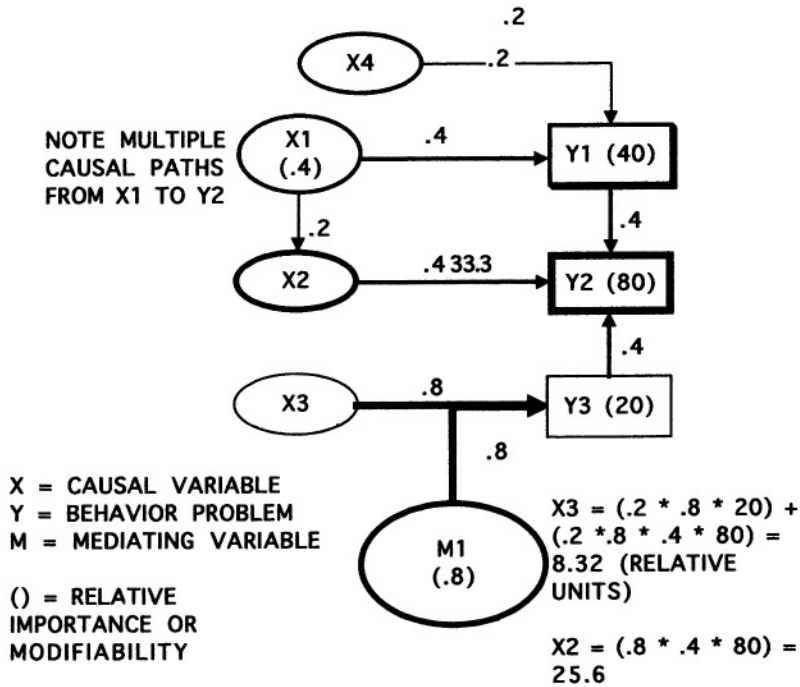 .2
X4
.2
NOTE MULTIPLE
CAUSAL PATHS
FROM X1 TO Y2
X1
(.4)
.4
Y1 (40)
.2
.4
X2
.4 33.3
Y2 (80)
.4
X3
.8
Y3 (20)
.8
X = CAUSAL VARIABLE
Y = BEHAVIOR PROBLEM
M = MEDIATING VARIABLE
() = RELATIVE
IMPORTANCE OR
MODIFIABILITY
M1
(.8)
X3 = (.2 * .8 * 20) +
(.2 *.8 * .4 * 80) =
8.32 (RELATIVE
UNITS)
X2 = (.8 * .4 * 80) =
25.6